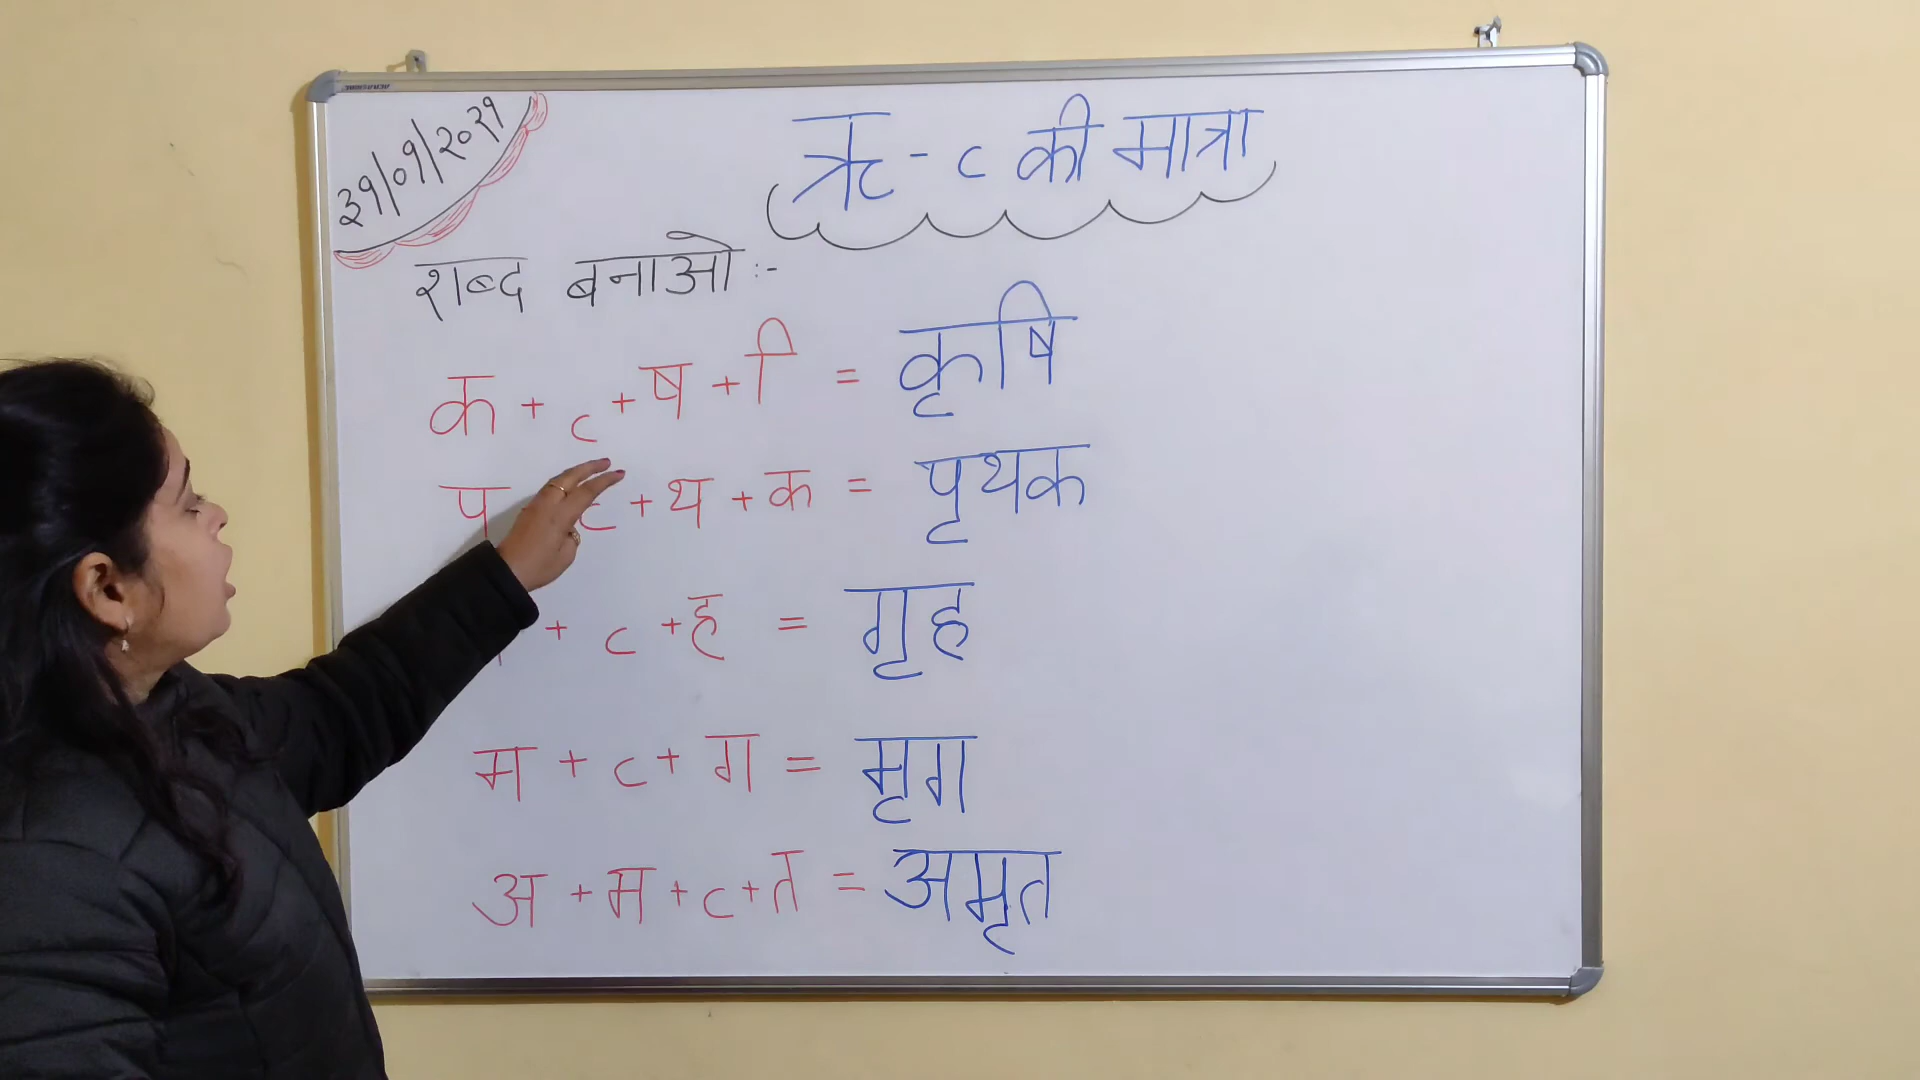 ३१/०१/२०२१
ऋ - ृ की मात्रा
शब्द बनाओ :-
क + ृ + ष + ि = कृषि
प ृ + थ + क = पृथक
+ ृ + ह = गृह
म + ृ + ग = मृग
अ + म + ृ + त = अमृत